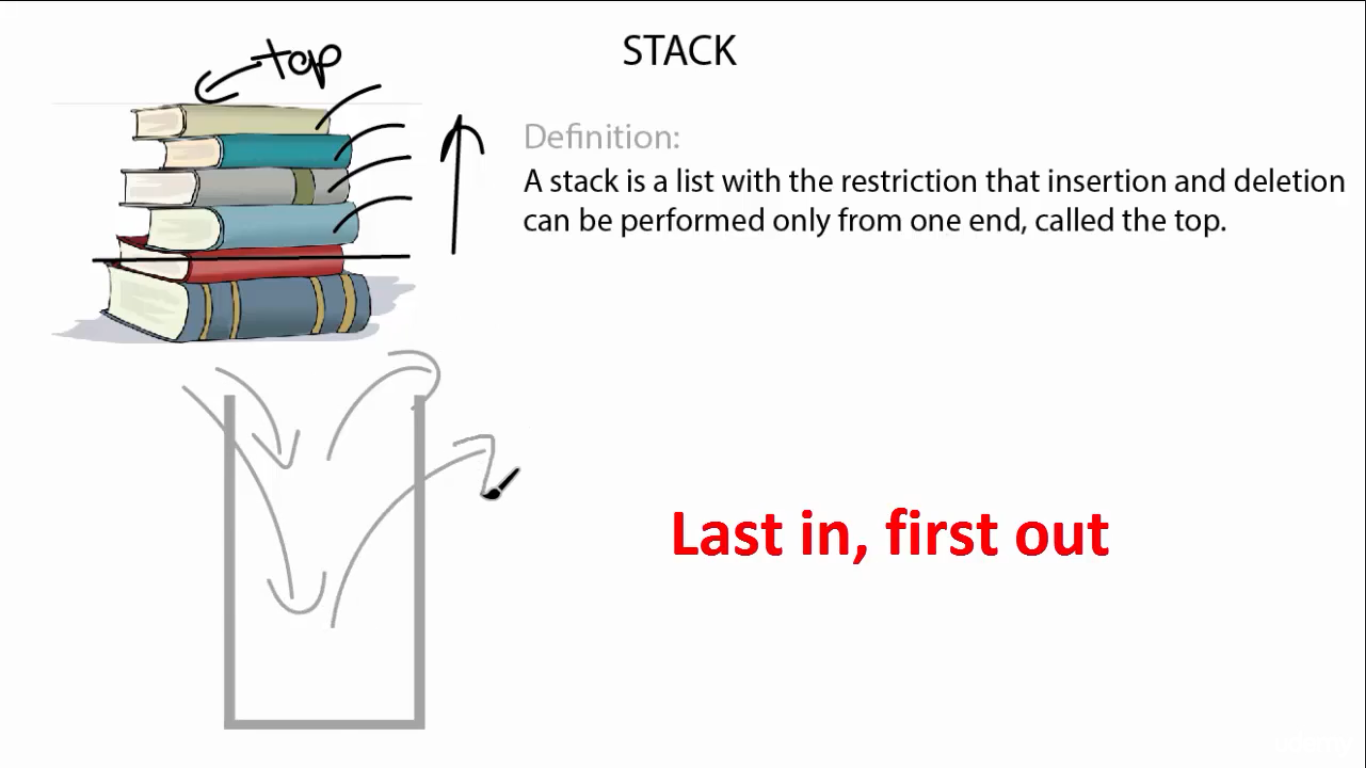 top
STACK
Definition:
A stack is a list with the restriction that insertion and deletion
can be performed only from one end, called the top.
Last in, first out
udemy